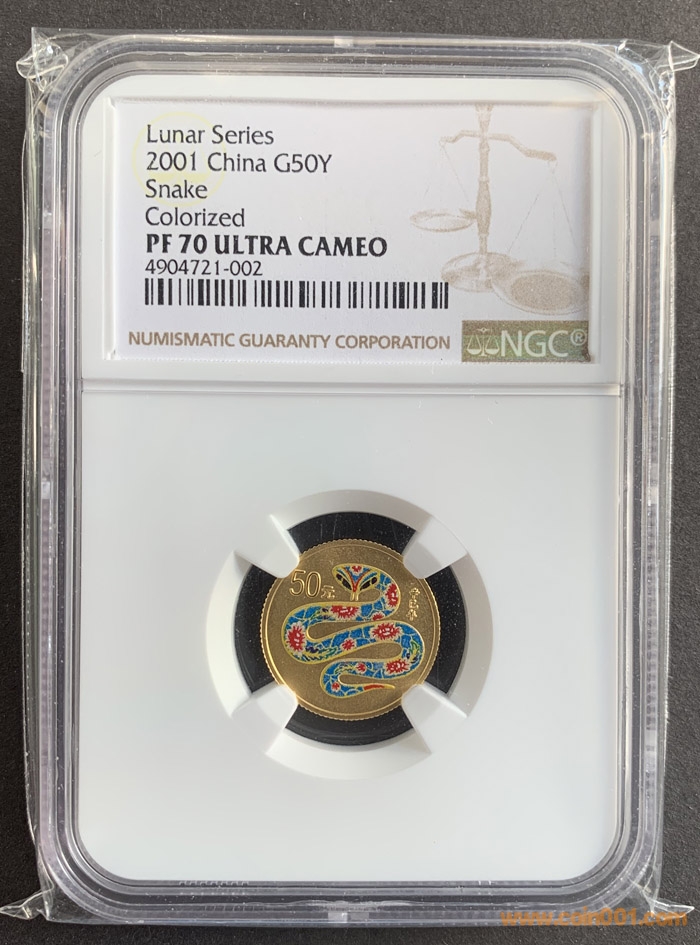 Lunar Series
2001 China G50Y
Snake
Colorized
PF 70 ULTRA CAMEO
4904721-002
NUMISMATIC GUARANTY CORPORATION
NGC®
50元
www.coin001.com